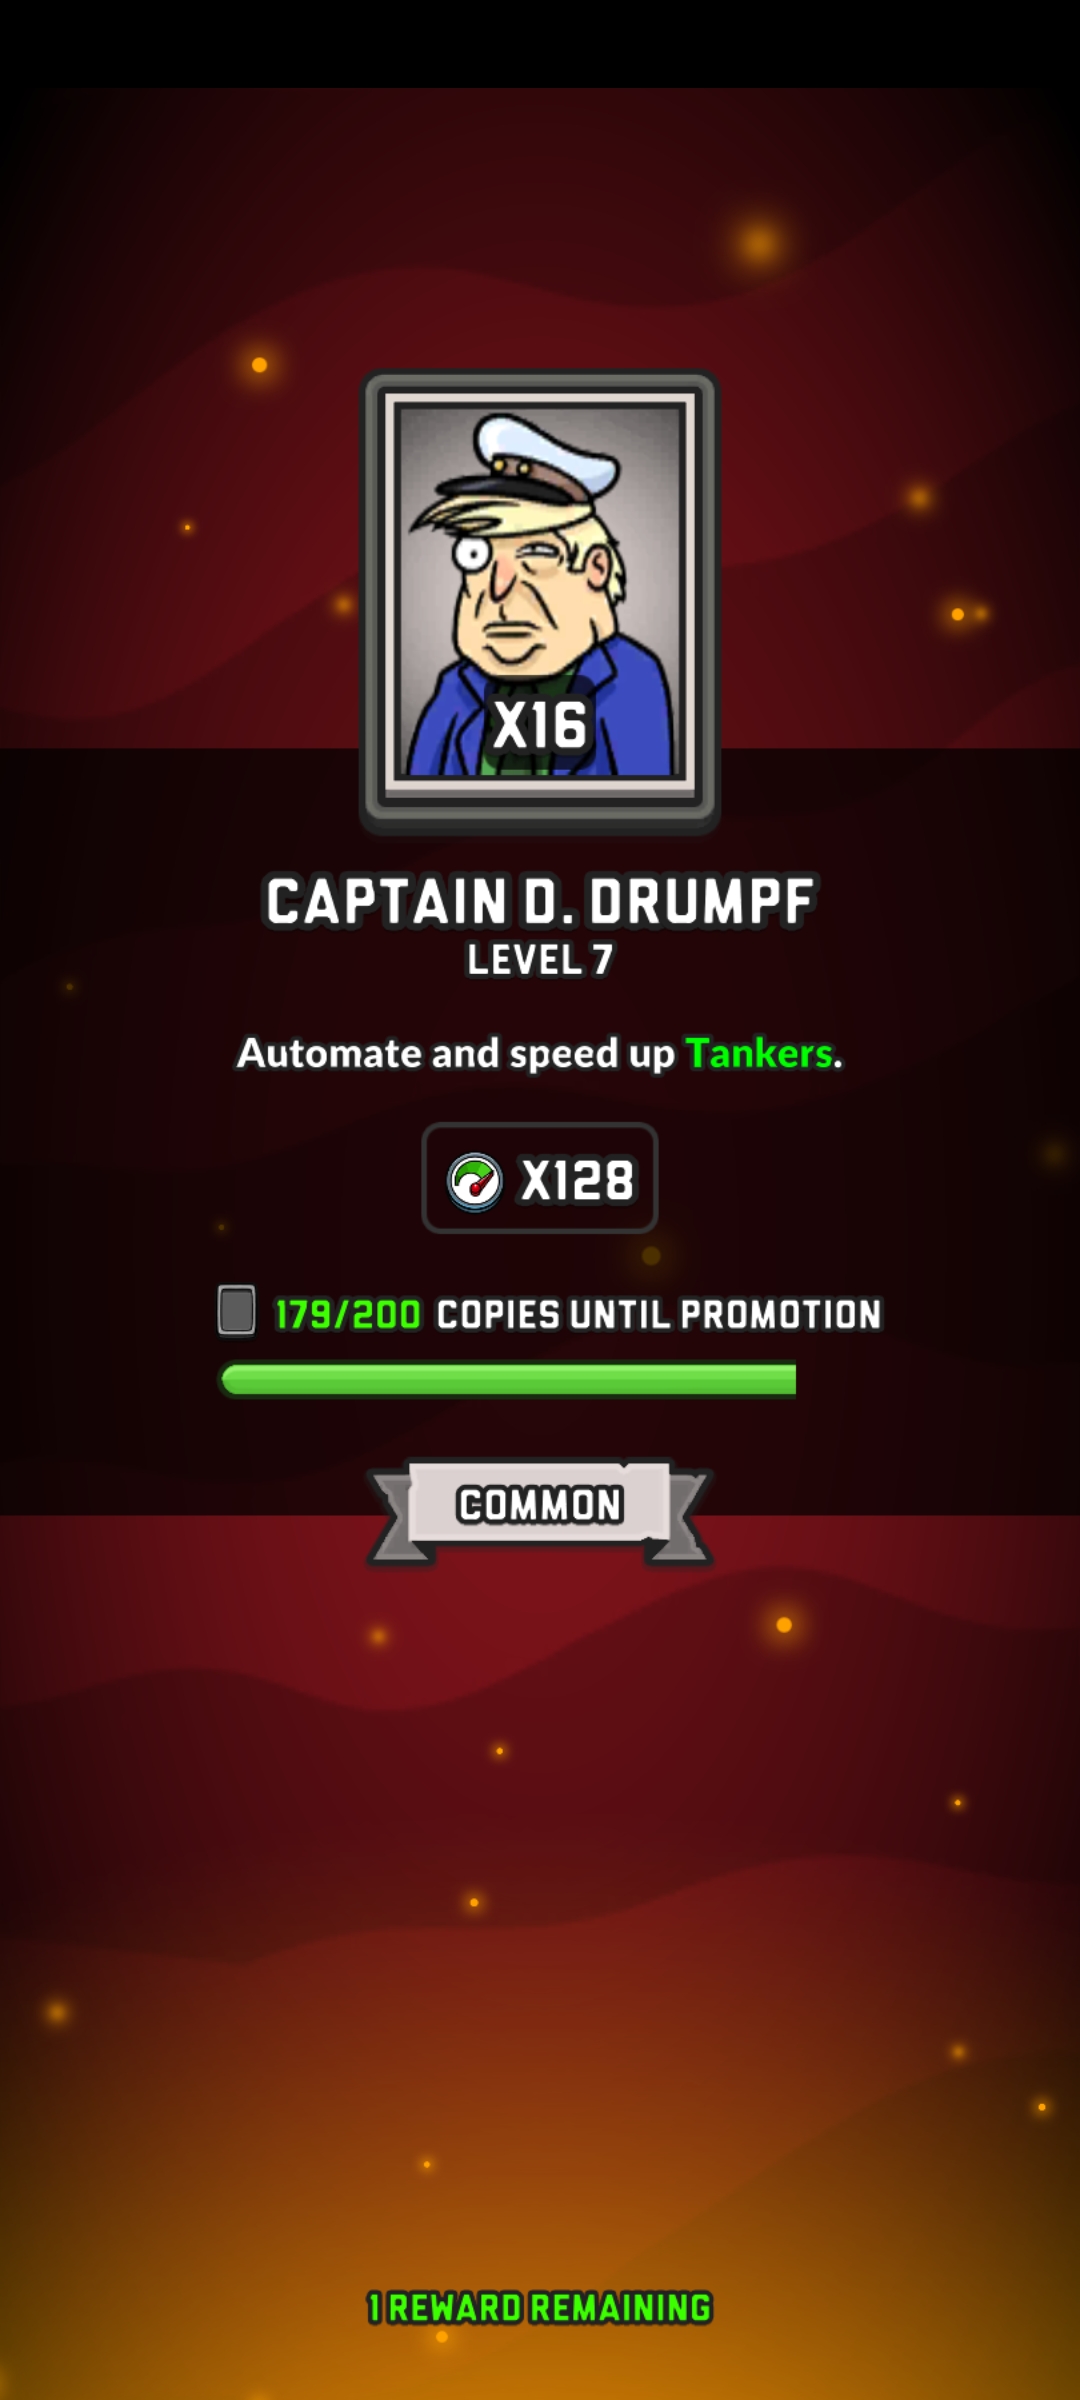 X16
CAPTAIN D. DRUMPF
LEVEL 7
Automate and speed up Tankers.
X128
179/200 COPIES UNTIL PROMOTION
COMMON
1 REWARD REMAINING